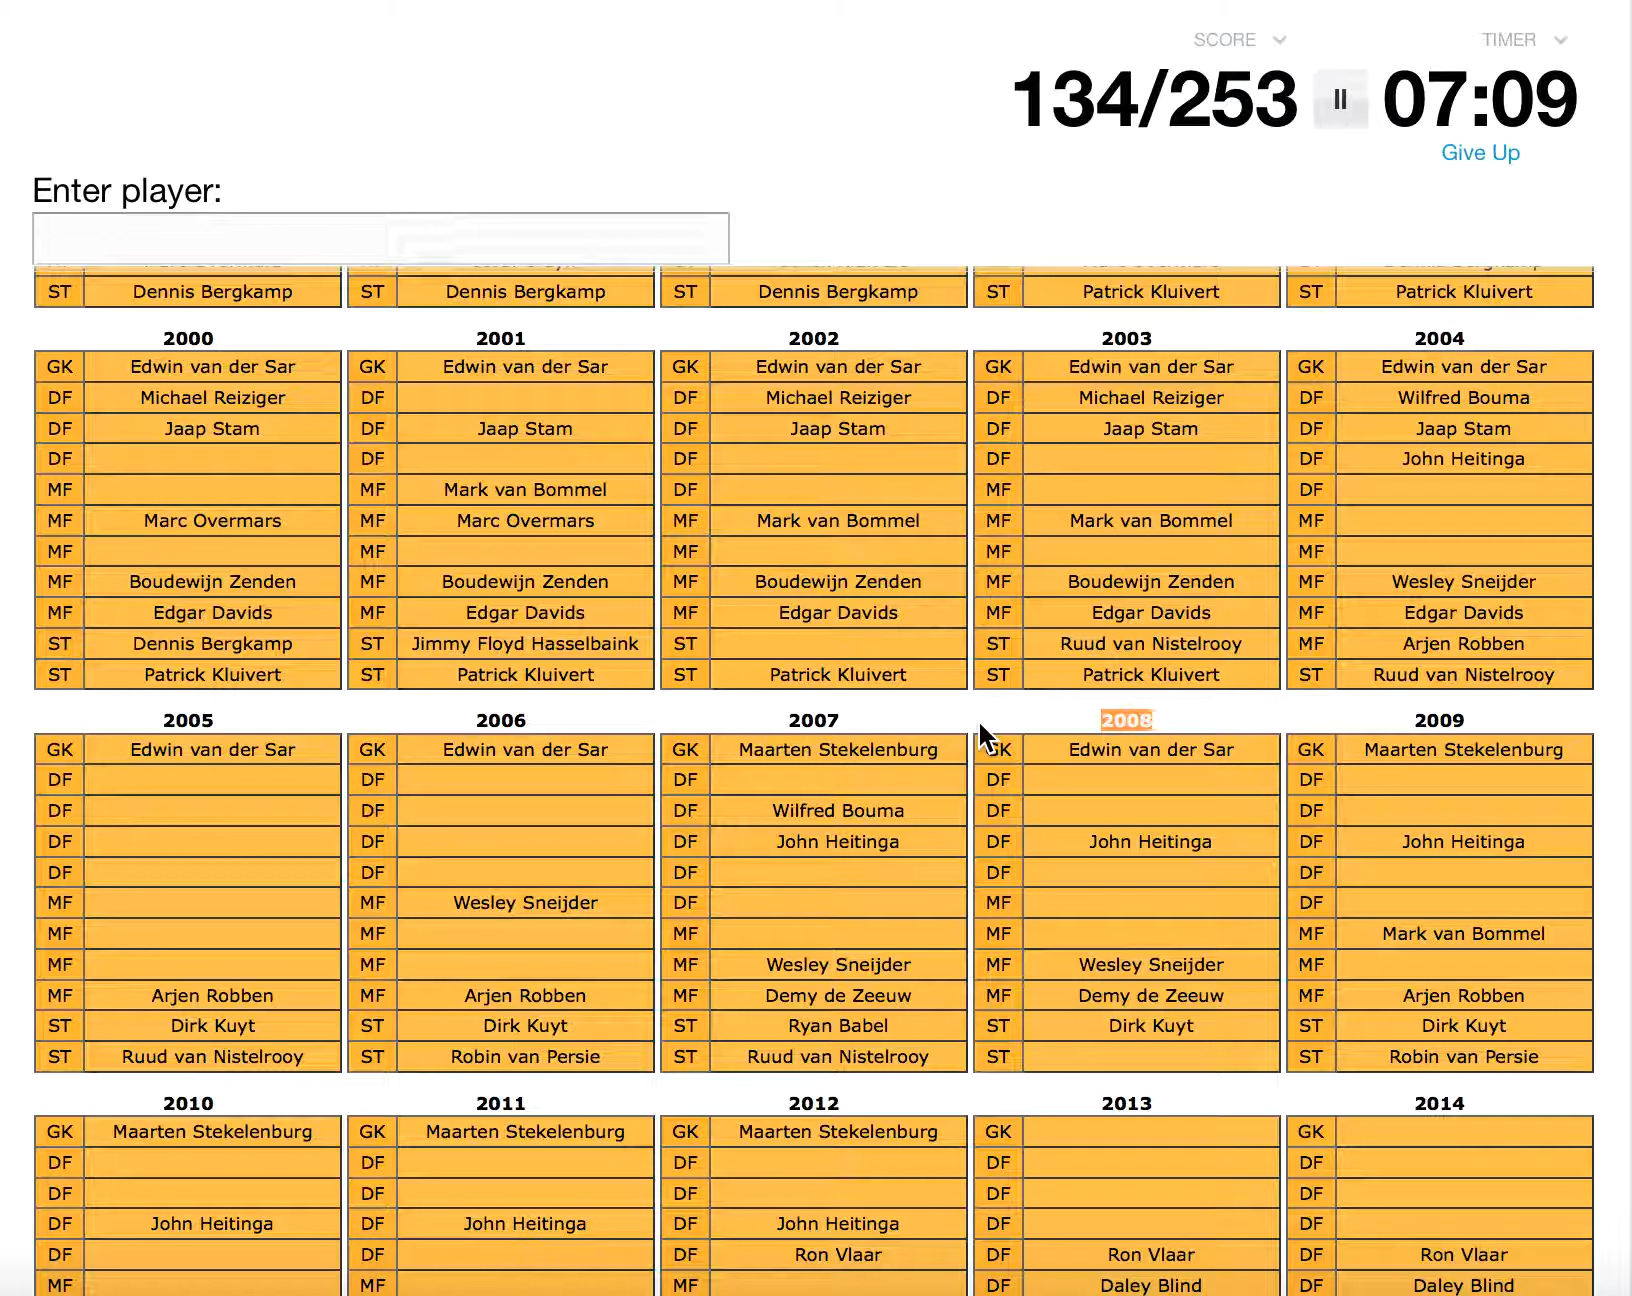 SCORE TIMER
134/253 07:09
Give Up
Enter player:
ST Dennis Bergkamp ST Dennis Bergkamp ST Dennis Bergkamp ST Patrick Kluivert ST Patrick Kluivert
2000 2001 2002 2003 2004
GK Edwin van der Sar GK Edwin van der Sar GK Edwin van der Sar GK Edwin van der Sar GK Edwin van der Sar
DF Michael Reiziger DF DF Michael Reiziger DF Michael Reiziger DF Wilfred Bouma
DF Jaap Stam DF Jaap Stam DF Jaap Stam DF Jaap Stam DF Jaap Stam
DF DF DF DF DF John Heitinga
MF MF Mark van Bommel DF MF DF
MF Marc Overmars MF Marc Overmars MF Mark van Bommel MF Mark van Bommel MF
MF MF MF MF MF
MF Boudewijn Zenden MF Boudewijn Zenden MF Boudewijn Zenden MF Boudewijn Zenden MF Wesley Sneijder
MF Edgar Davids MF Edgar Davids MF Edgar Davids MF Edgar Davids MF Edgar Davids
ST Dennis Bergkamp ST Jimmy Floyd Hasselbaink ST ST Ruud van Nistelrooy MF Arjen Robben
ST Patrick Kluivert ST Patrick Kluivert ST Patrick Kluivert ST Patrick Kluivert ST Ruud van Nistelrooy
2005 2006 2007 2008 2009
GK Edwin van der Sar GK Edwin van der Sar GK Maarten Stekelenburg GK Edwin van der Sar GK Maarten Stekelenburg
DF DF DF DF DF
DF DF DF Wilfred Bouma DF DF
DF DF DF John Heitinga DF John Heitinga DF John Heitinga
DF DF DF DF DF
MF MF Wesley Sneijder DF MF DF
MF MF MF MF MF Mark van Bommel
MF MF MF Wesley Sneijder MF Wesley Sneijder MF
MF Arjen Robben MF Arjen Robben MF Demy de Zeeuw MF Demy de Zeeuw MF Arjen Robben
ST Dirk Kuyt ST Dirk Kuyt ST Ryan Babel ST Dirk Kuyt ST Dirk Kuyt
ST Ruud van Nistelrooy ST Robin van Persie ST Ruud van Nistelrooy ST ST Robin van Persie
2010 2011 2012 2013 2014
GK Maarten Stekelenburg GK Maarten Stekelenburg GK Maarten Stekelenburg GK GK
DF DF DF DF DF
DF DF DF DF DF
DF John Heitinga DF John Heitinga DF John Heitinga DF DF
DF DF DF Ron Vlaar DF Ron Vlaar DF Ron Vlaar
MF MF MF DF Daley Blind DF Daley Blind